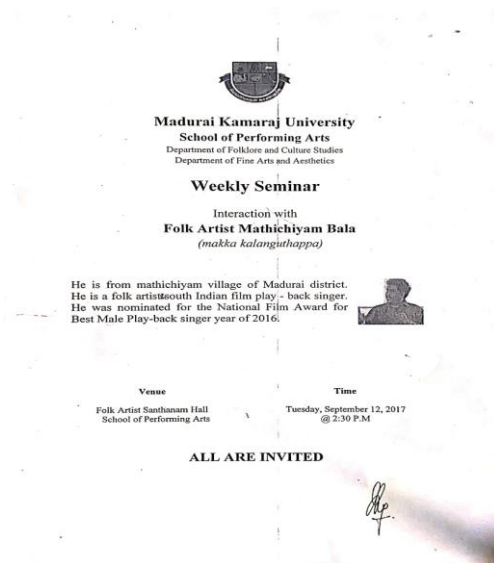 Madurai Kamaraj University
School of Performing Arts
Department of Folklore and Culture Studies
Department of Fine Arts and Aesthetics
Weekly Seminar
Interaction with
Folk Artist Mathichiyam Bala
(makka kalanguthappa)
He is from mathichiyam village of Madurai district.
He is a folk artisttsouth Indian film play - back singer.
He was nominated for the National Film Award for
Best Male Play-back singer year of 2016.
Venue
Folk Artist Santhanam Hall
School of Performing Arts
Time
Tuesday, September 12, 2017
@ 2:30 P.M
ALL ARE INVITED